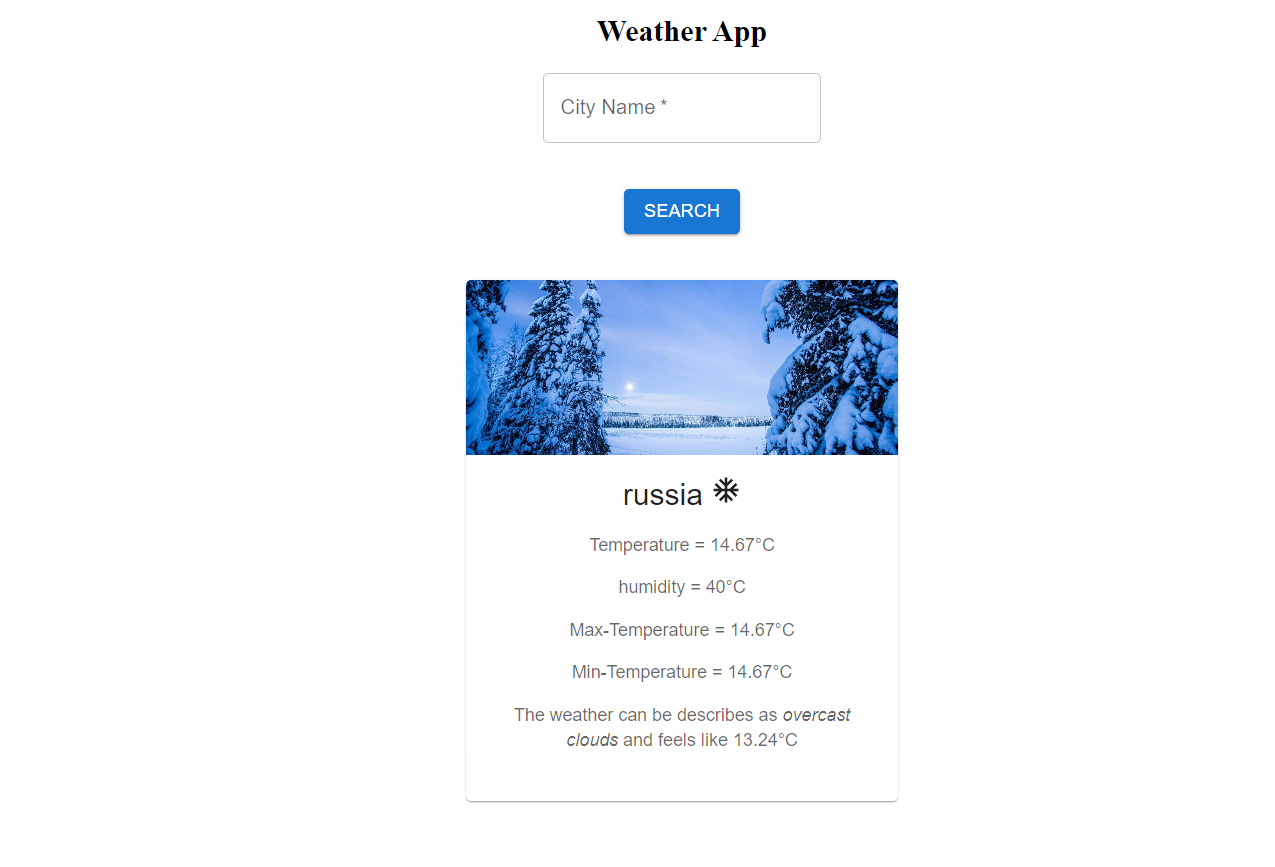 Weather App
City Name *
SEARCH
russia
Temperature = 14.67°C
humidity = 40°C
Max-Temperature = 14.67°C
Min-Temperature = 14.67°C
The weather can be describes as overcast
clouds and feels like 13.24°C